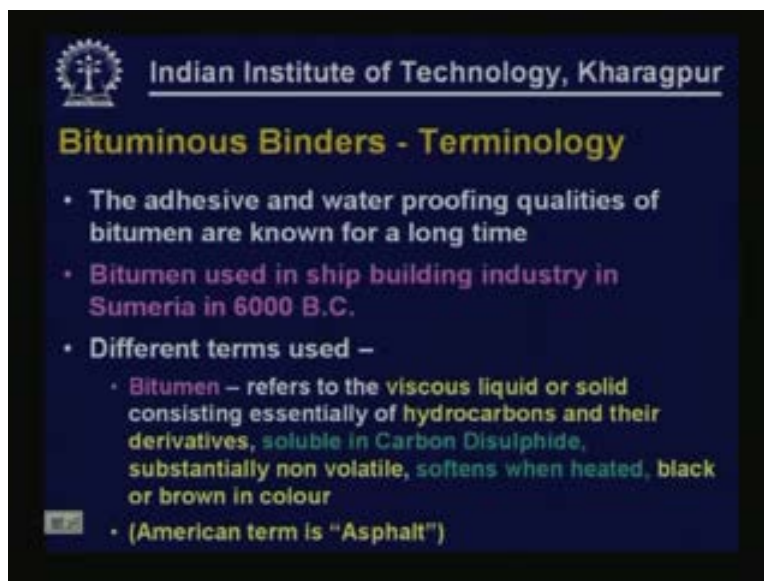 Indian Institute of Technology, Kharagpur
Bituminous Binders - Terminology
• The adhesive and water proofing qualities of
bitumen are known for a long time
• Bitumen used in ship building industry in
Sumeria in 6000 B.C.
• Different terms used –
• Bitumen – refers to the viscous liquid or solid
consisting essentially of hydrocarbons and their
derivatives, soluble in Carbon Disulphide,
substantially non volatile, softens when heated, black
or brown in colour
• (American term is "Asphalt")